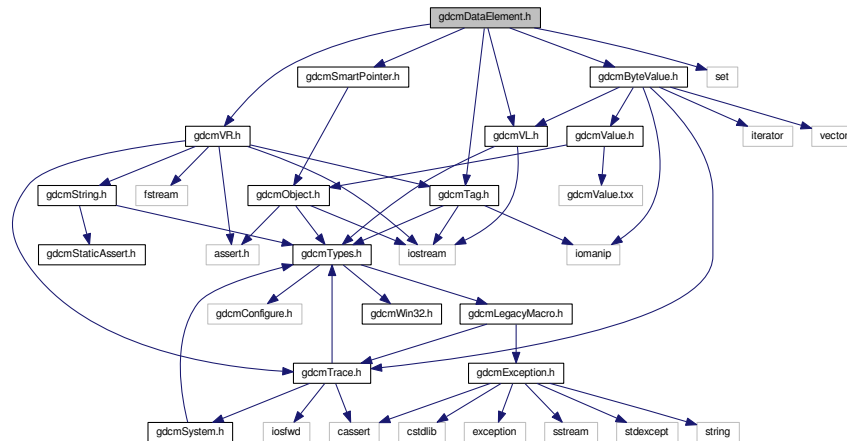 gdcmDataElement.h
gdcmSmartPointer.h
gdcmByteValue.h
set
gdcmVR.h
gdcmVL.h
gdcmValue.h
iterator
vector
gdcmString.h
fstream
gdcmObject.h
gdcmTag.h
gdcmValue.txx
gdcmStaticAssert.h
assert.h
gdcmTypes.h
iostream
iomanip
gdcmConfigure.h
gdcmWin32.h
gdcmLegacyMacro.h
gdcmTrace.h
gdcmException.h
gdcmSystem.h
iosfwd
cassert
cstdlib
exception
sstream
stdexcept
string